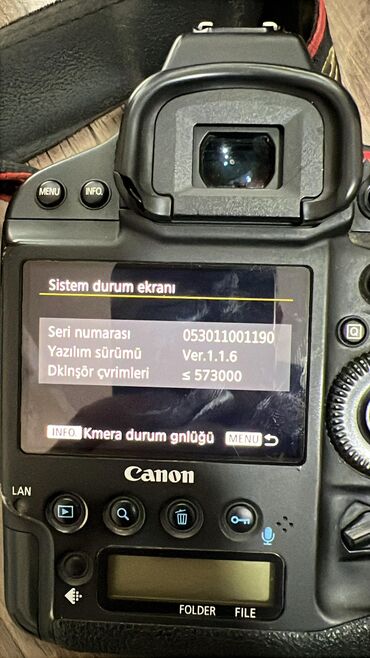 MENU INFO.
Sistem durum ekranı
Seri numarası 053011001190
Yazılım sürümü Ver.1.1.6
Dklnşör çvrimleri ≤ 573000
INFO. Kmera durum gnlüğü MENU
Q
Canon
LAN
FOLDER FILE